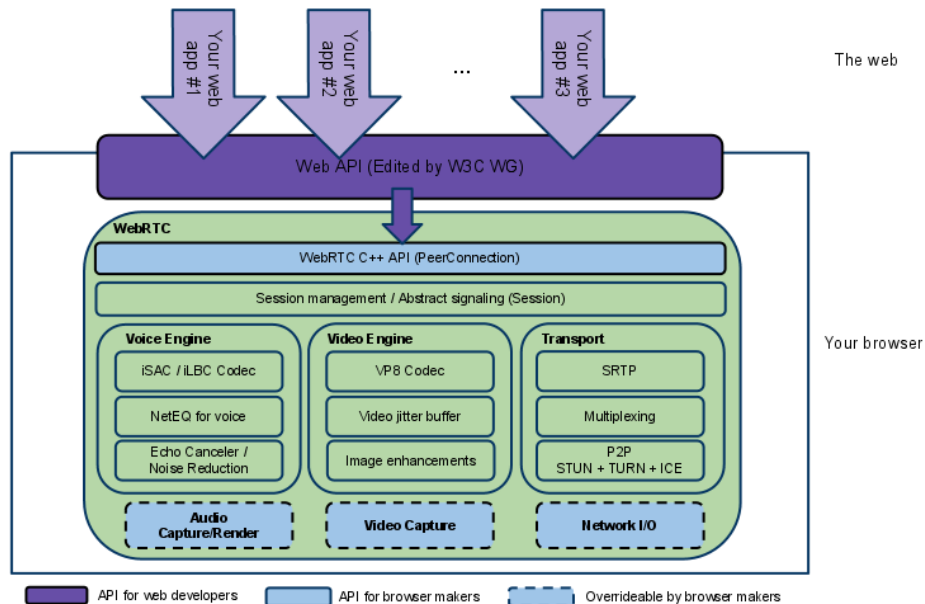 Your web
app #1
Your web
app #2
...
Your web
app #3
The web
Web API (Edited by W3C WG)
WebRTC
WebRTC C++ API (PeerConnection)
Session management / Abstract signaling (Session)
Your browser
Voice Engine
iSAC / iLBC Codec
NetEQ for voice
Echo Canceler /
Noise Reduction
Video Engine
VP8 Codec
Video jitter buffer
Image enhancements
Transport
SRTP
Multiplexing
P2P
STUN + TURN + ICE
Audio
Capture/Render
Video Capture
Network I/O
API for web developers
API for browser makers
Overrideable by browser makers